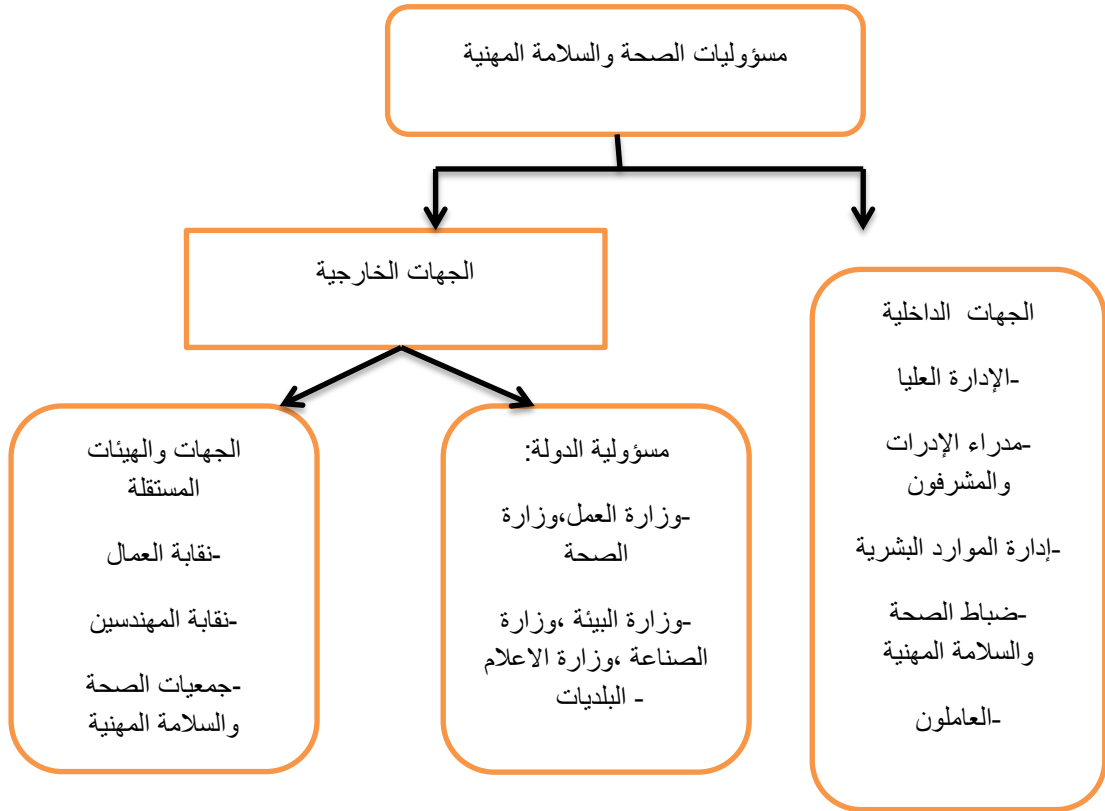 مسؤوليات الصحة والسلامة المهنية
الجهات الخارجية
الجهات الداخلية
-الإدارة العليا
-مدراء الإدرات
والمشرفون
-إدارة الموارد البشرية
-ضباط الصحة
والسلامة المهنية
-العاملون
مسؤولية الدولة:
-وزارة العمل،وزارة
الصحة
-وزارة البيئة ،وزارة
الصناعة ،وزارة الاعلام
- البلديات
الجهات والهيئات
المستقلة
-نقابة العمال
-نقابة المهندسين
-جمعيات الصحة
والسلامة المهنية